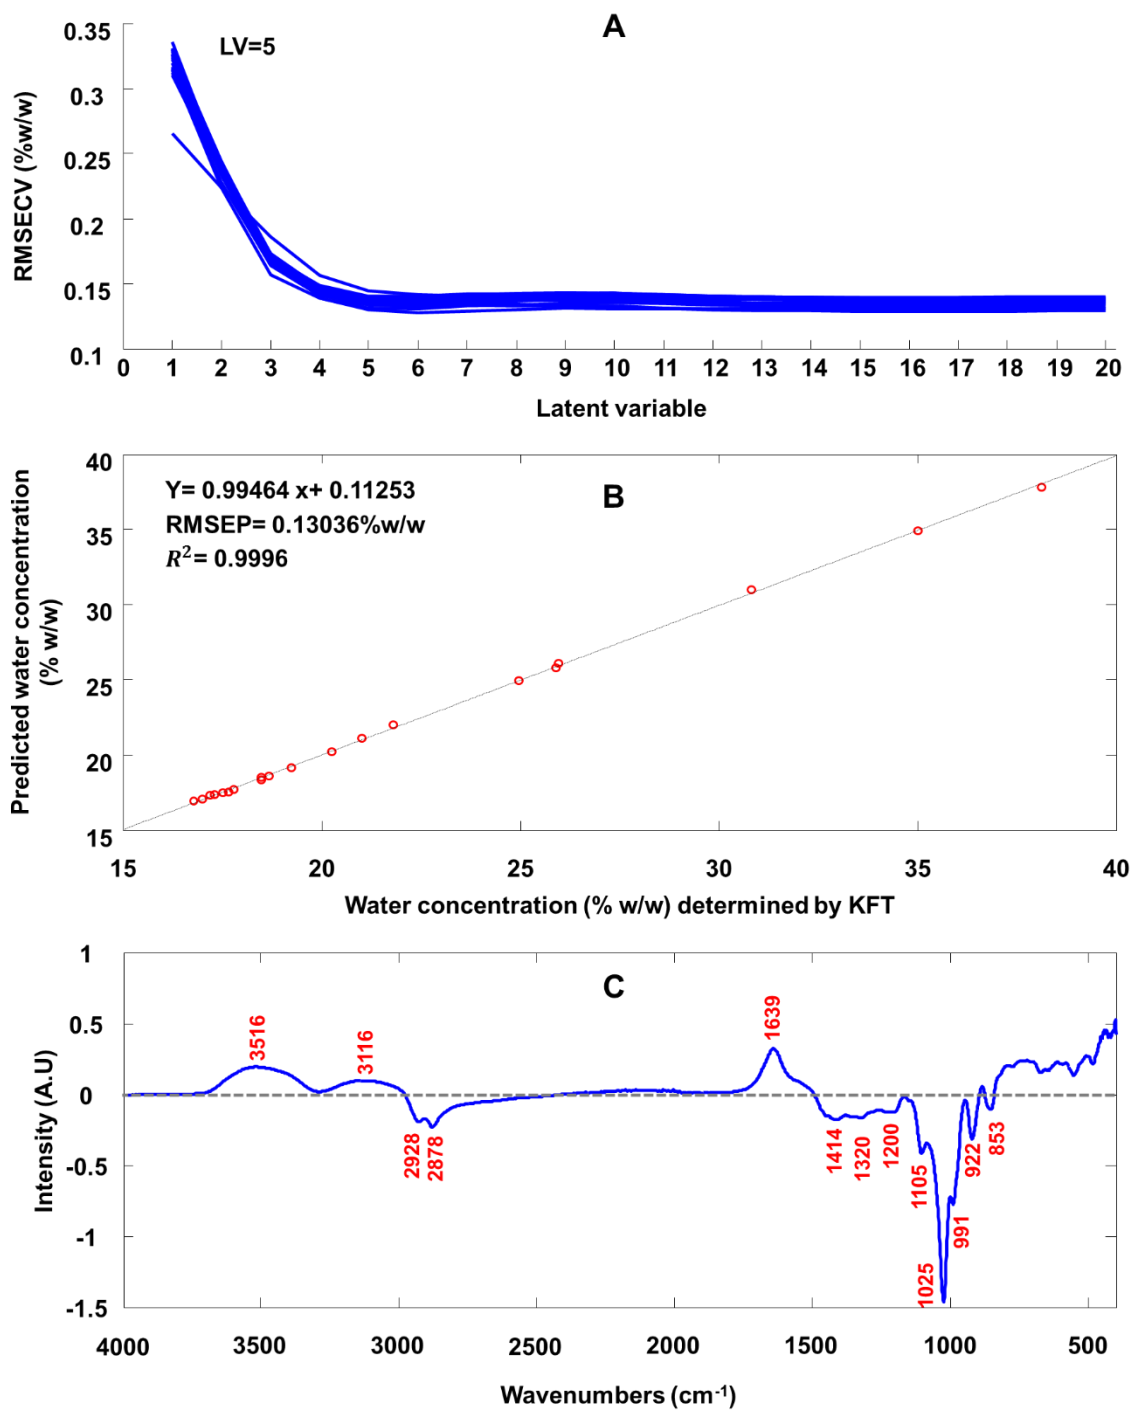 A
LV=5
0.35
0.3
0.25
0.2
0.15
0.1
RMSECV (%w/w)
0 1 2 3 4 5 6 7 8 9 10 11 12 13 14 15 16 17 18 19 20
Latent variable
B
Y= 0.99464 x+ 0.11253
RMSEP= 0.13036%w/w
R²= 0.9996
40
35
30
25
20
15
Predicted water concentration
(% w/w)
15 20 25 30 35 40
Water concentration (% w/w) determined by KFT
C
1
0.5
0
-0.5
-1
-1.5
Intensity (A.U)
3516
3116
2928
2878
1639
1414
1320
1200
1105
1025
991
922
853
4000 3500 3000 2500 2000 1500 1000 500
Wavenumbers (cm⁻¹)